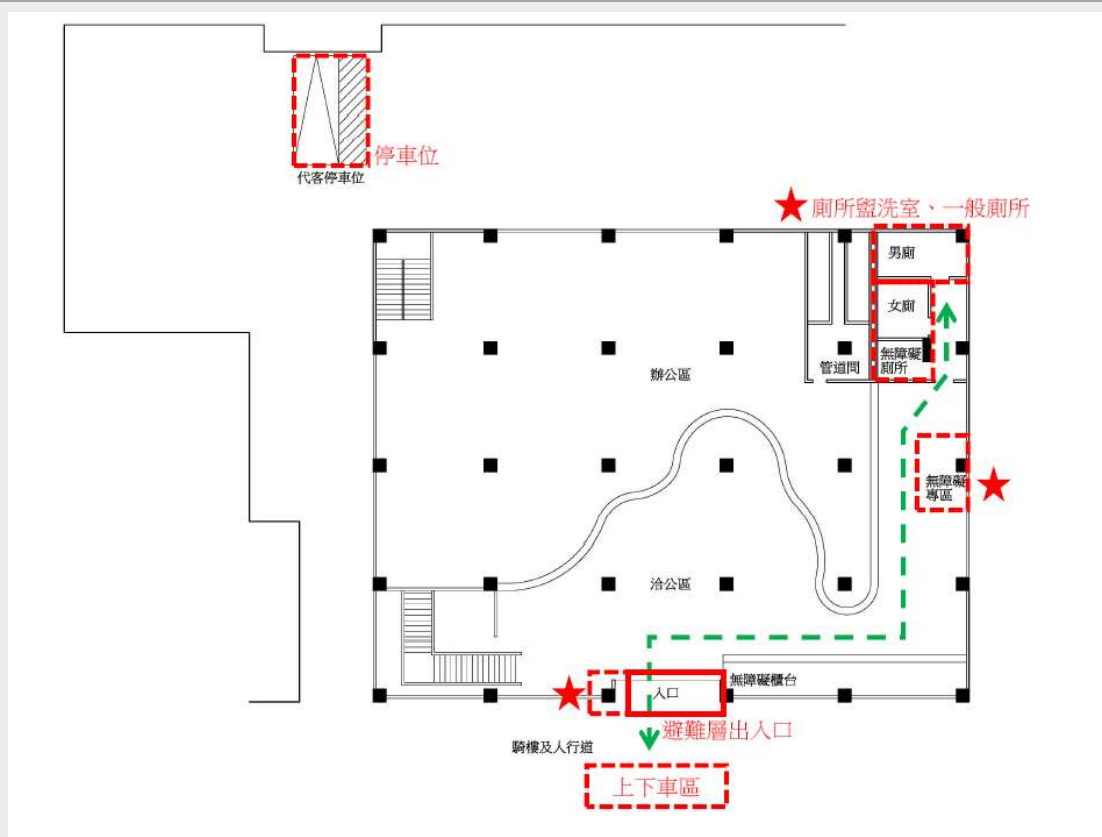 停車位
代客停車位
廁所盥洗室、一般廁所
男廁
女廁
無障礙
廁所
管道間
辦公區
無障礙
專區
洽公區
無障礙櫃台
入口
避難層出入口
騎樓及人行道
上下車區